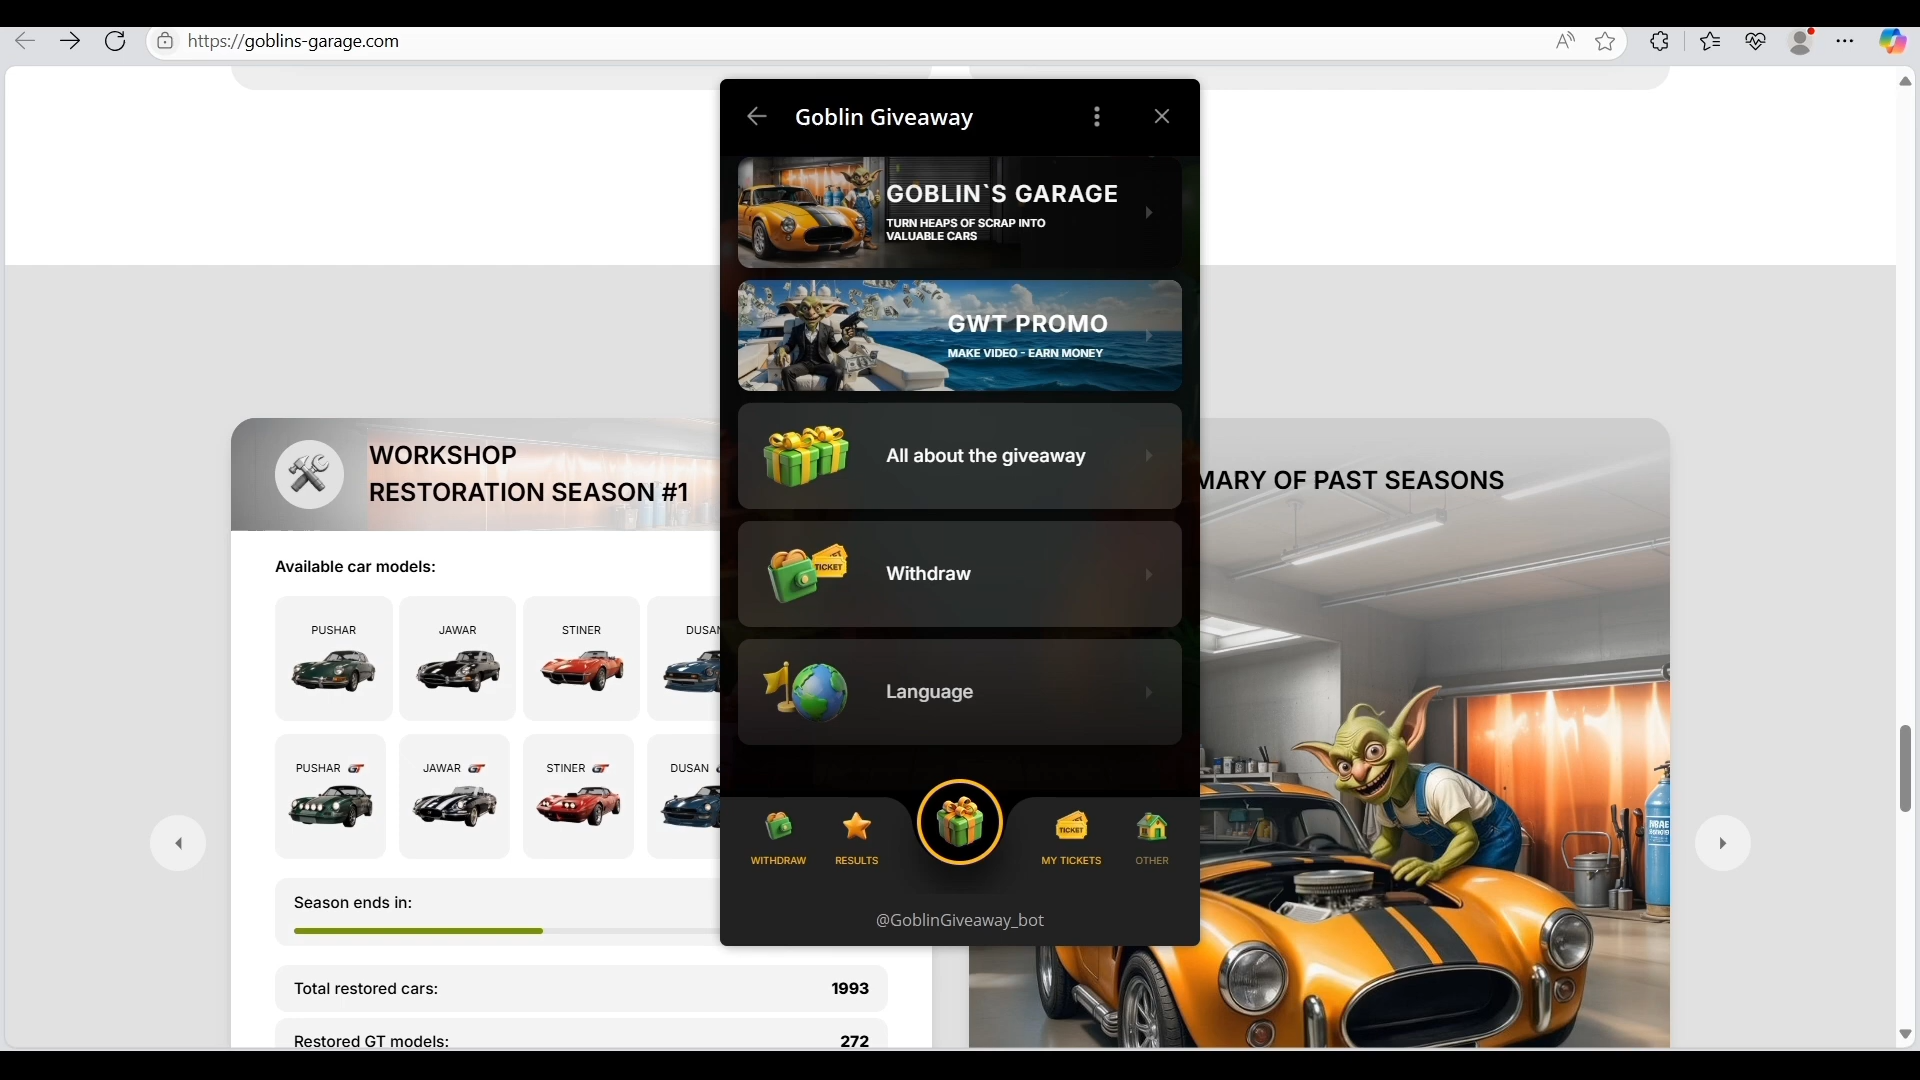 https://goblins-garage.com
Goblin Giveaway
GOBLIN`S GARAGE
TURN HEAPS OF SCRAP INTO
VALUABLE CARS
GWT PROMO
MAKE VIDEO - EARN MONEY
All about the giveaway
TICKET
Withdraw
Language
WITHDRAW
RESULTS
TICKET
MY TICKETS
OTHER
@GoblinGiveaway_bot
WORKSHOP
RESTORATION SEASON #1
Available car models:
PUSHAR
JAWAR
STINER
DUSAN
PUSHAR GT
JAWAR GT
STINER GT
DUSAN
Season ends in:
Total restored cars:
1993
Restored GT models:
272
MARY OF PAST SEASONS